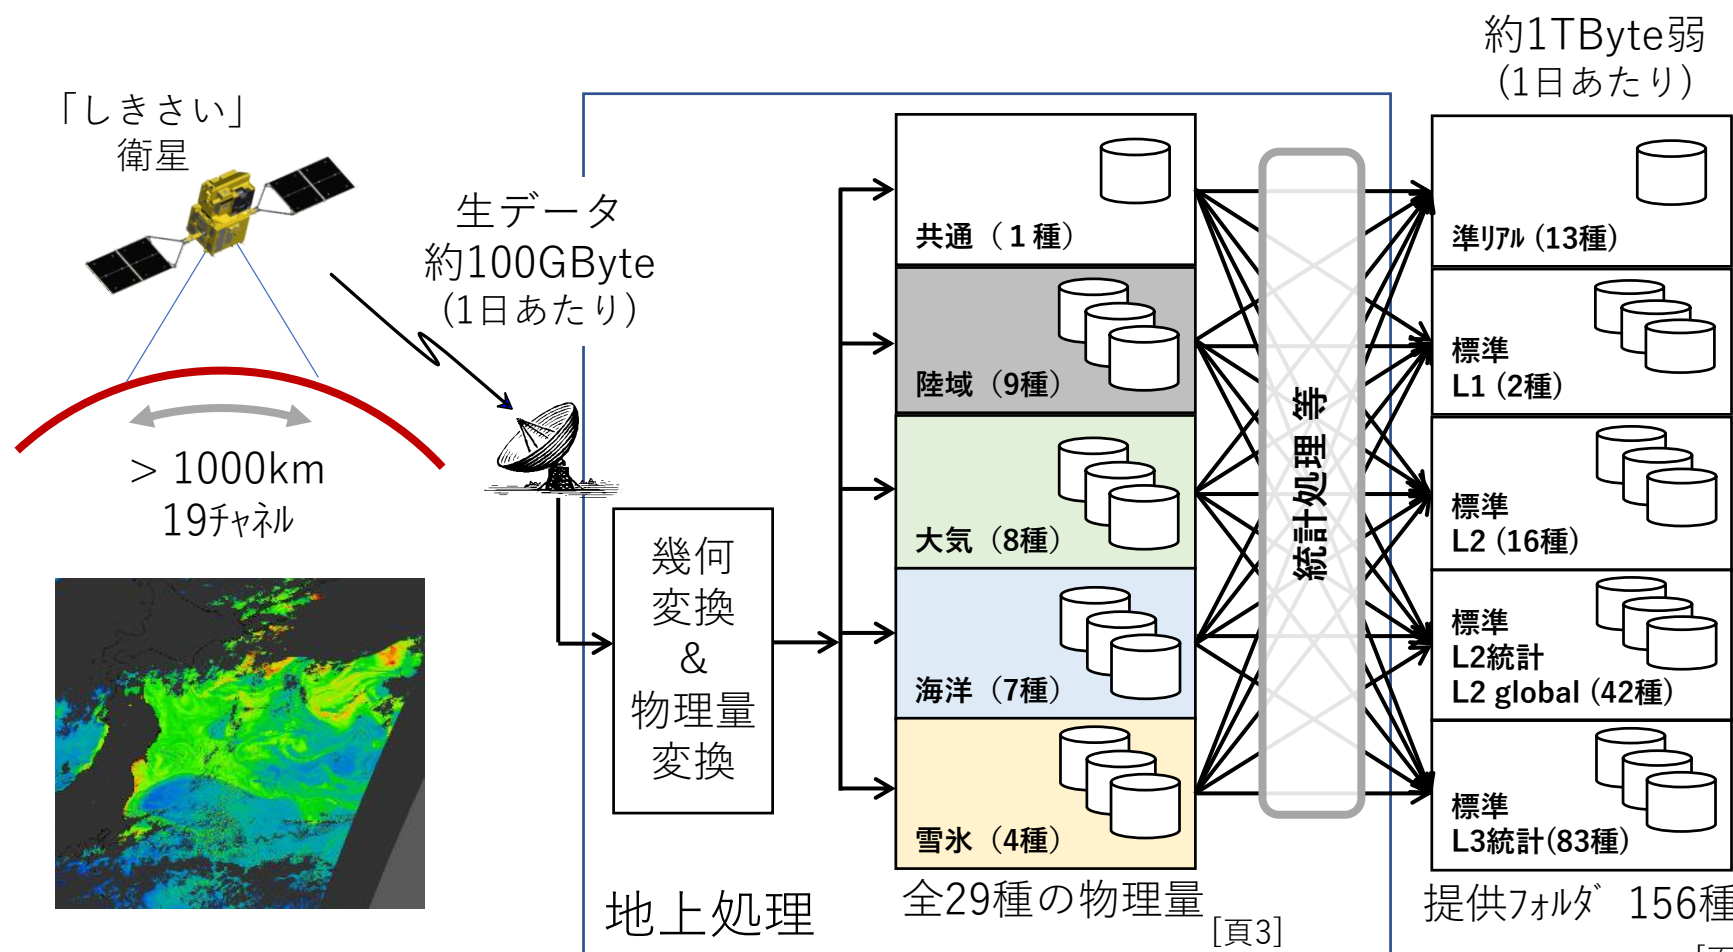 「しきさい」
衛星
生データ
約100GByte
(1日あたり)
> 1000km
19ﾁｬﾈﾙ
幾何
変換
&
物理量
変換
地上処理
共通（１種）
陸域（9種）
大気（8種）
海洋（7種）
雪氷（4種）
全29種の物理量
[頁3]
統計処理 等
約1TByte弱
(1日あたり)
準ﾘｱﾙ (13種)
標準
L1 (2種)
標準
L2 (16種)
標準
L2統計
L2 global (42種)
標準
L3統計(83種)
提供ﾌｫﾙﾀﾞ 156種